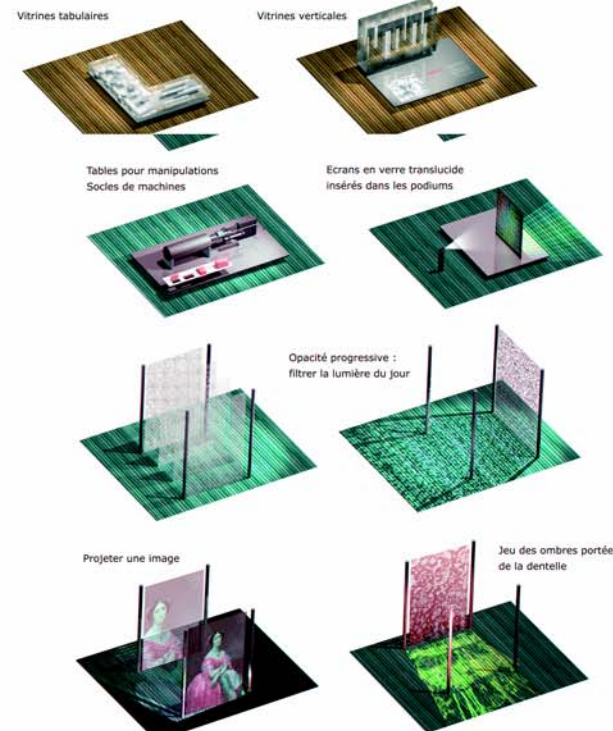 Vitrines tabulaires
Vitrines verticales
Tables pour manipulations
Socles de machines
Ecrans en verre translucide
insérés dans les podiums
Opacité progressive :
filtrer la lumière du jour
Projeter une image
Jeu des ombres portée
de la dentelle